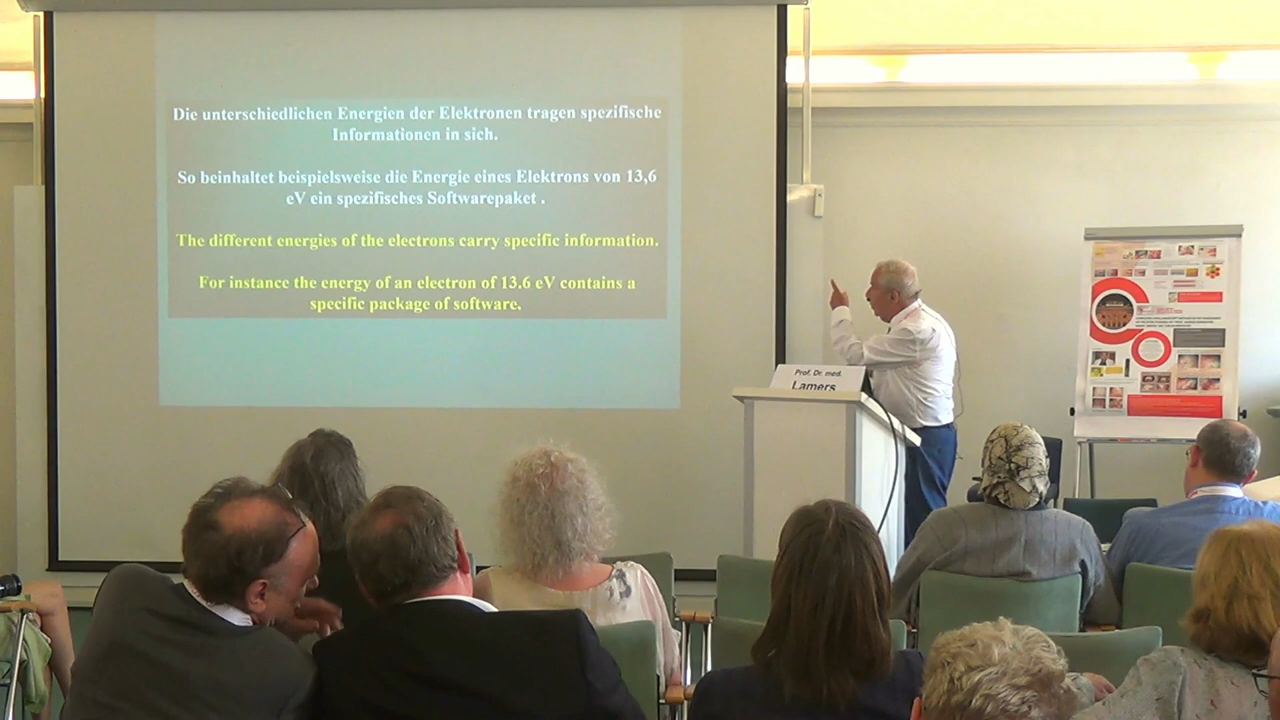 Die unterschiedlichen Energien der Elektronen tragen spezifische
Informationen in sich.
So beinhaltet beispielsweise die Energie eines Elektrons von 13,6
eV ein spezifisches Softwarepaket .
The different energies of the electrons carry specific information.
For instance the energy of an electron of 13.6 eV contains a
specific package of software.
Prof. Dr. med.
Lamers